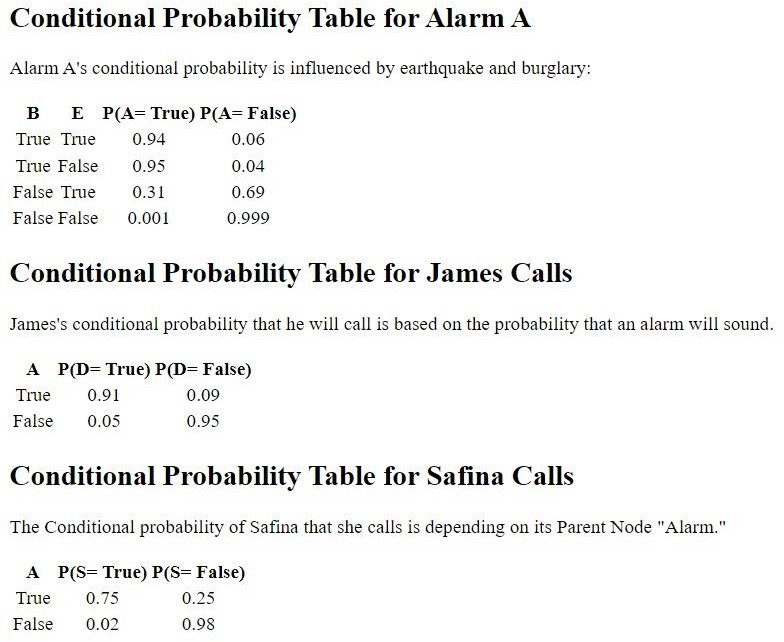 Conditional Probability Table for Alarm A
Alarm A's conditional probability is influenced by earthquake and burglary:
B E P(A= True) P(A= False)
True True 0.94 0.06
True False 0.95 0.04
False True 0.31 0.69
False False 0.001 0.999
Conditional Probability Table for James Calls
James's conditional probability that he will call is based on the probability that an alarm will sound.
A P(D= True) P(D= False)
True 0.91 0.09
False 0.05 0.95
Conditional Probability Table for Safina Calls
The Conditional probability of Safina that she calls is depending on its Parent Node "Alarm."
A P(S= True) P(S= False)
True 0.75 0.25
False 0.02 0.98